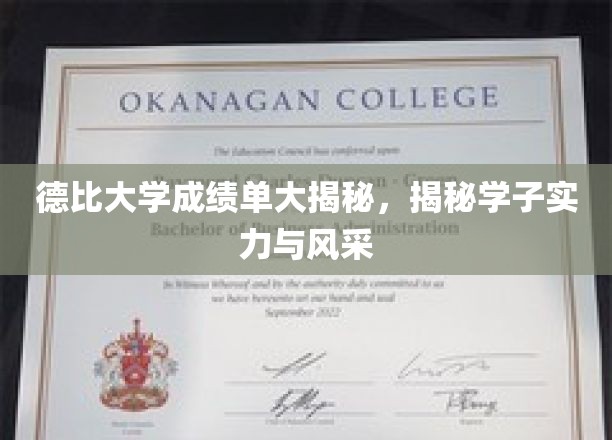 OKANAGAN COLLEGE
The Education Council has conferred upon
德比大学成绩单大揭秘，揭秘学子实
力与风采
Bachelor of Business Administration
In Witness Whereof and by the authority duly committed to us
we have hereunto set our hand and seal
September 2022